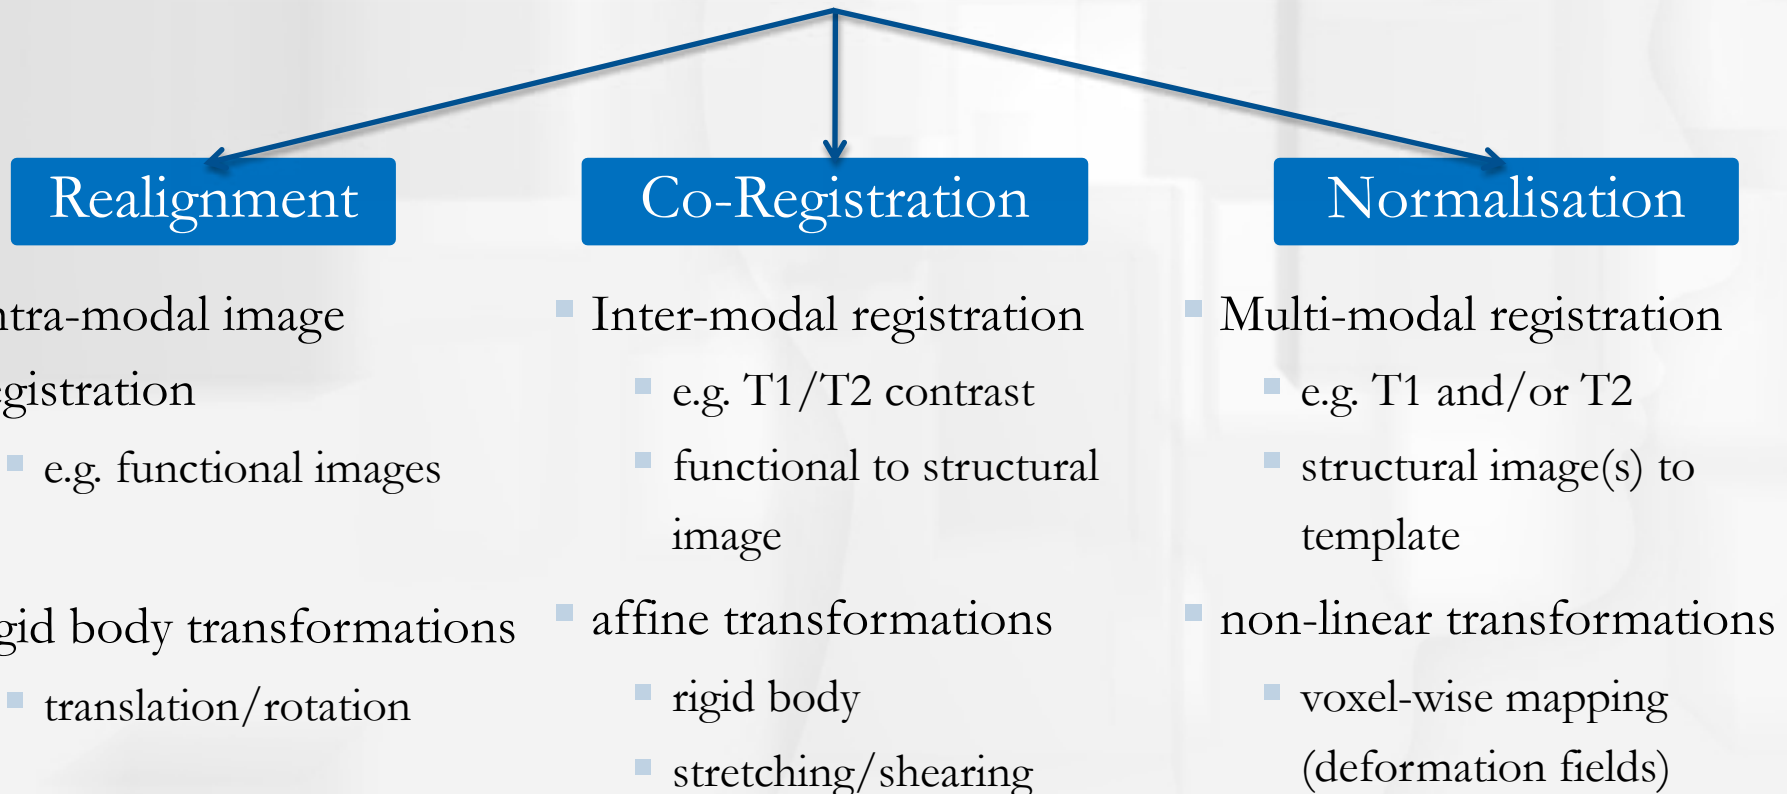 Realignment
ntra-modal image
egistration
e.g. functional images
gid body transformations
translation/rotation
Co-Registration
Inter-modal registration
e.g. T1/T2 contrast
functional to structural
image
affine transformations
rigid body
stretching/shearing
Normalisation
Multi-modal registration
e.g. T1 and/or T2
structural image(s) to
template
non-linear transformations
voxel-wise mapping
(deformation fields)